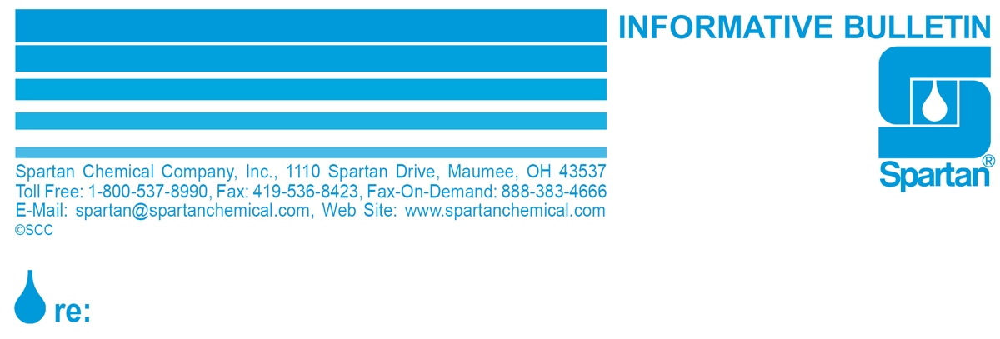 INFORMATIVE BULLETIN
Spartan®
Spartan Chemical Company, Inc., 1110 Spartan Drive, Maumee, OH 43537
Toll Free: 1-800-537-8990, Fax: 419-536-8423, Fax-On-Demand: 888-383-4666
E-Mail: spartan@spartanchemical.com, Web Site: www.spartanchemical.com
©SCC
re: